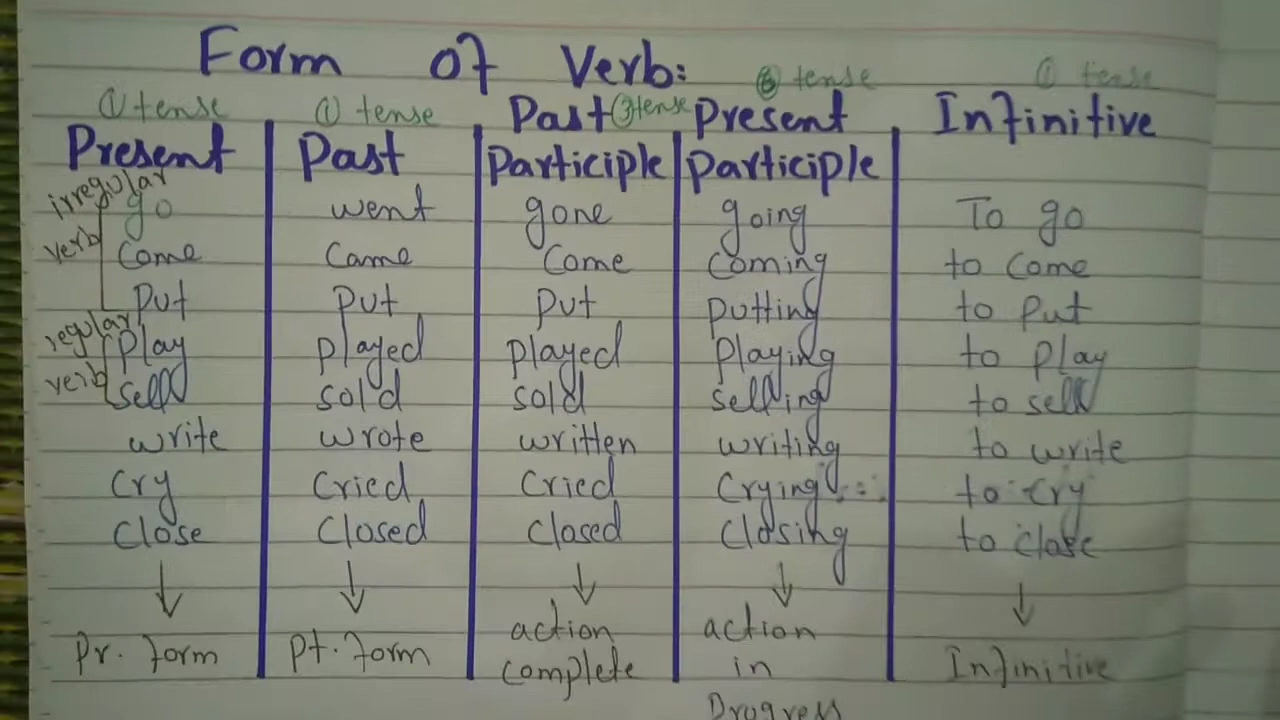 Form of Verb:
① tense ① tense ③ tense ⑥ tense ① tense
Present Past Past Participle Present Participle Infinitive
irregular verb
go went gone going To go
Come Came Come Coming to Come
put put put putting to put
regular verb
play played played playing to play
sell sold sold selling to sell
write wrote written writing to write
Cry Cried Cried Crying to cry
Close Closed Closed Closing to close
Pr. form Pt. form action complete action in Progress Infinitive